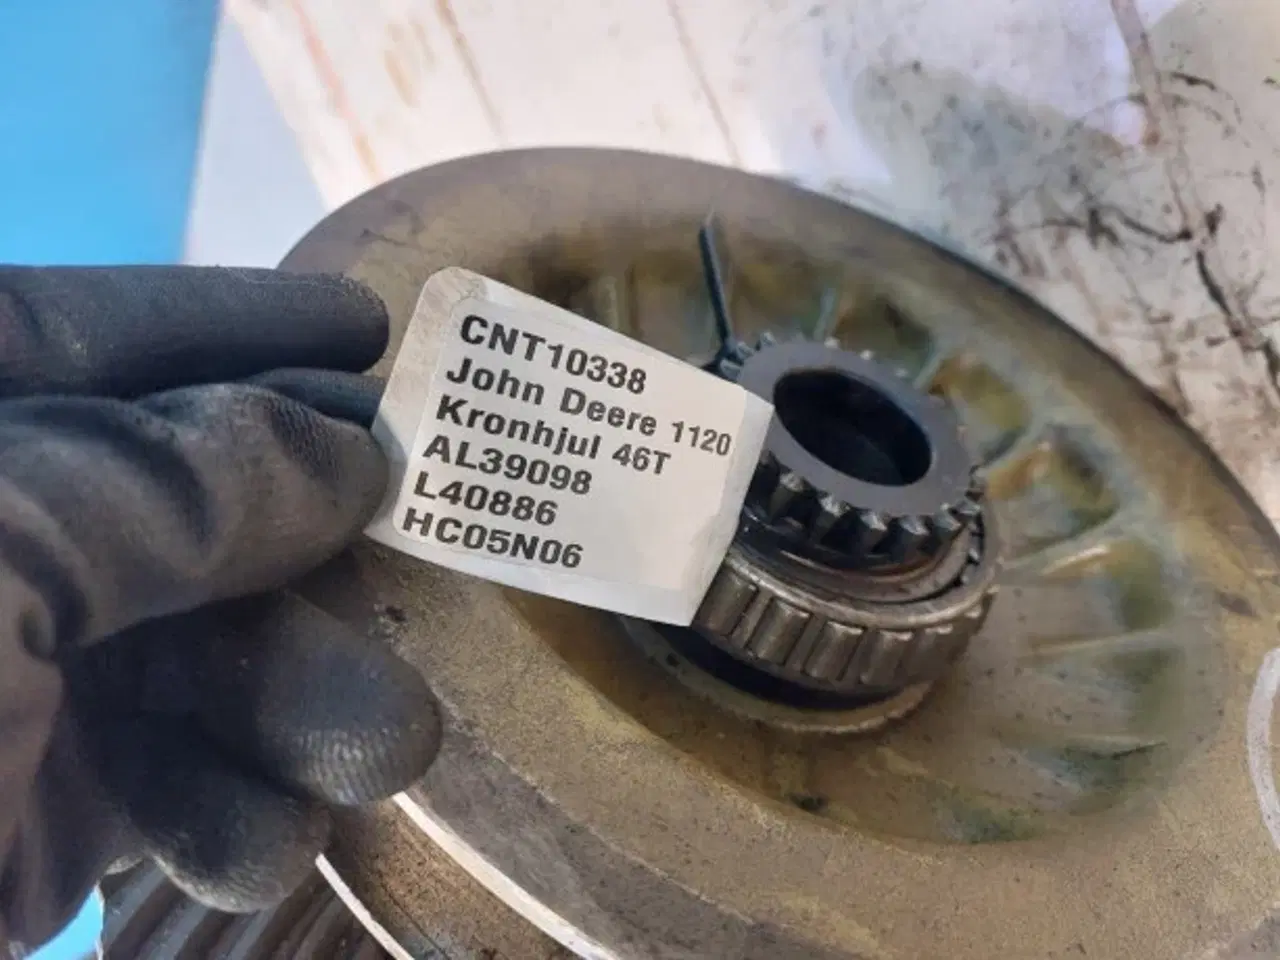 CNT10338
John Deere 1120
Kronhjul 46T
AL39098
L40886
HC05N06